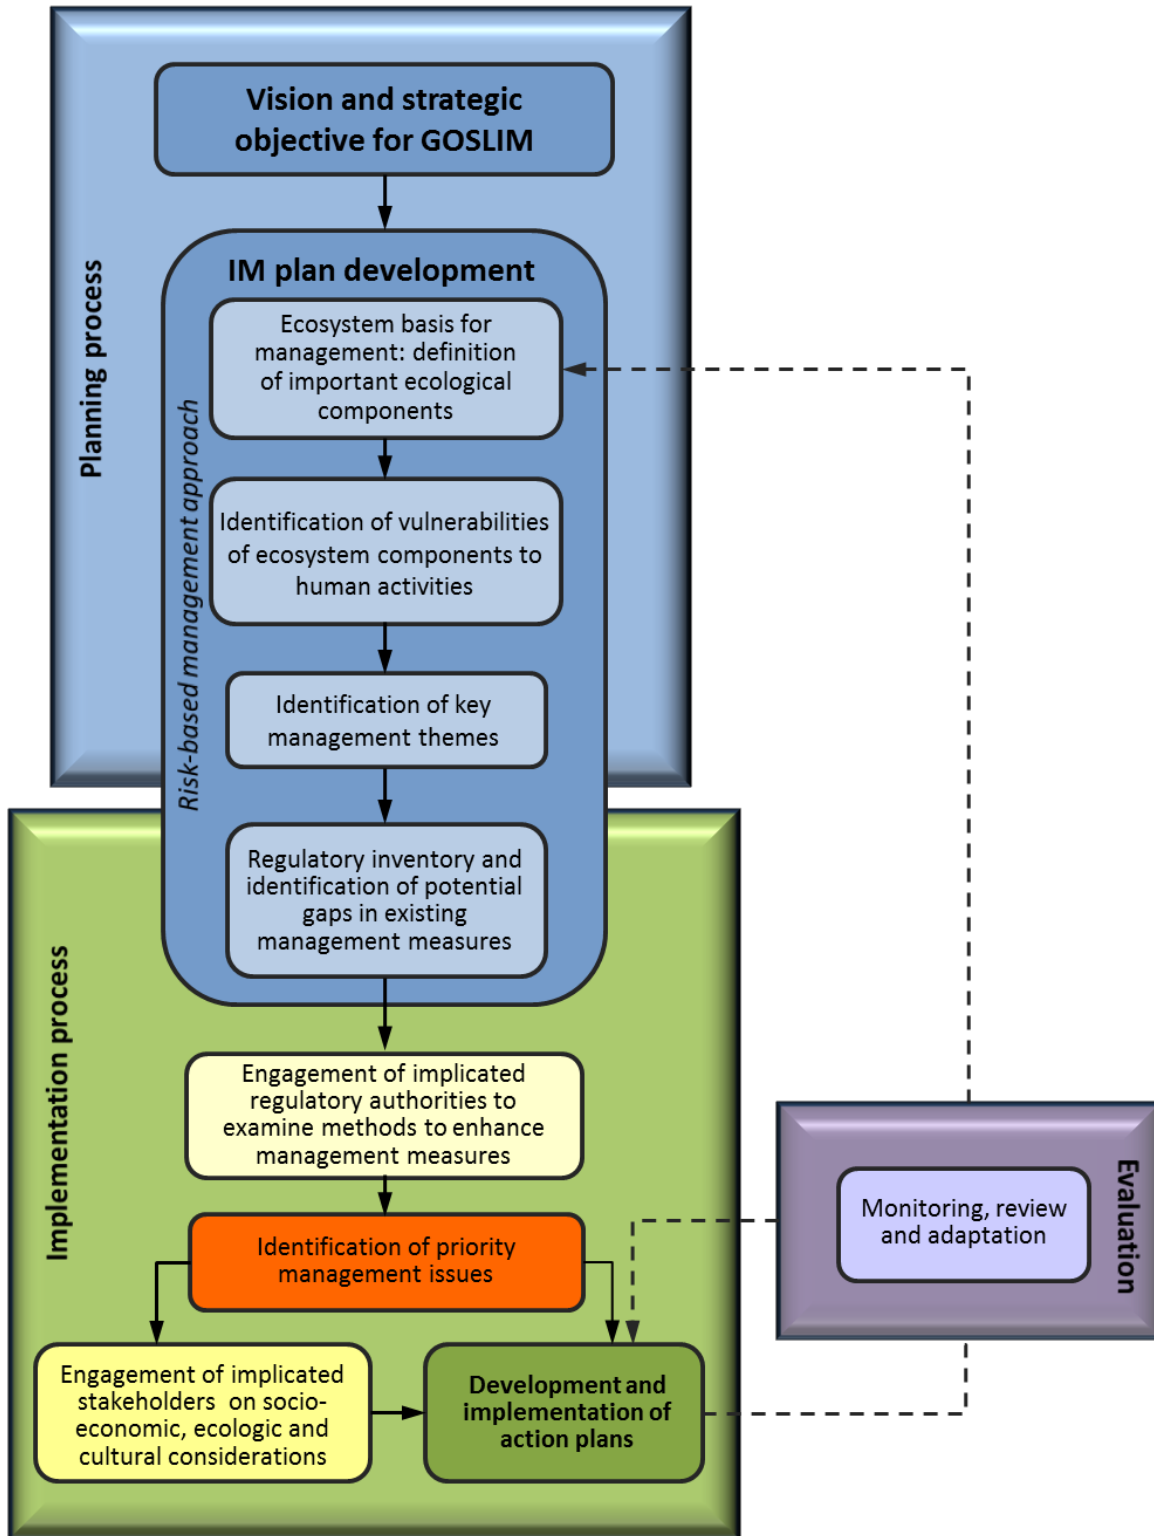 Vision and strategic
objective for GOSLIM
Planning process
IM plan development
Risk-based management approach
Ecosystem basis for
management: definition
of important ecological
components
Identification of vulnerabilities
of ecosystem components to
human activities
Identification of key
management themes
Regulatory inventory and
identification of potential
gaps in existing
management measures
Implementation process
Engagement of implicated
regulatory authorities to
examine methods to enhance
management measures
Identification of priority
management issues
Engagement of implicated
stakeholders on socio-
economic, ecologic and
cultural considerations
Development and
implementation of
action plans
Monitoring, review
and adaptation
Evaluation